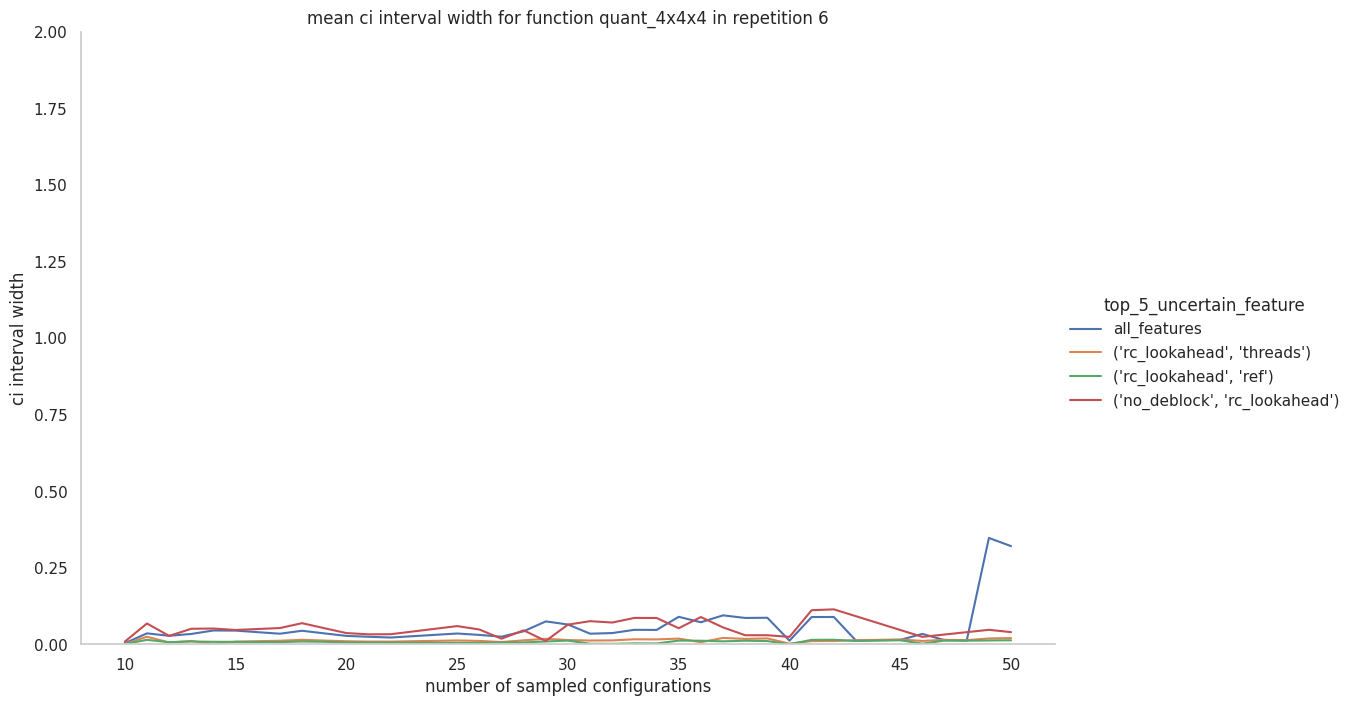 mean ci interval width for function quant_4x4x4 in repetition 6
2.00
1.75
1.50
1.25
1.00
0.75
0.50
0.25
0.00
ci interval width
10
15
20
25
30
35
40
45
50
number of sampled configurations
top_5_uncertain_feature
all_features
('rc_lookahead', 'threads')
('rc_lookahead', 'ref')
('no_deblock', 'rc_lookahead')